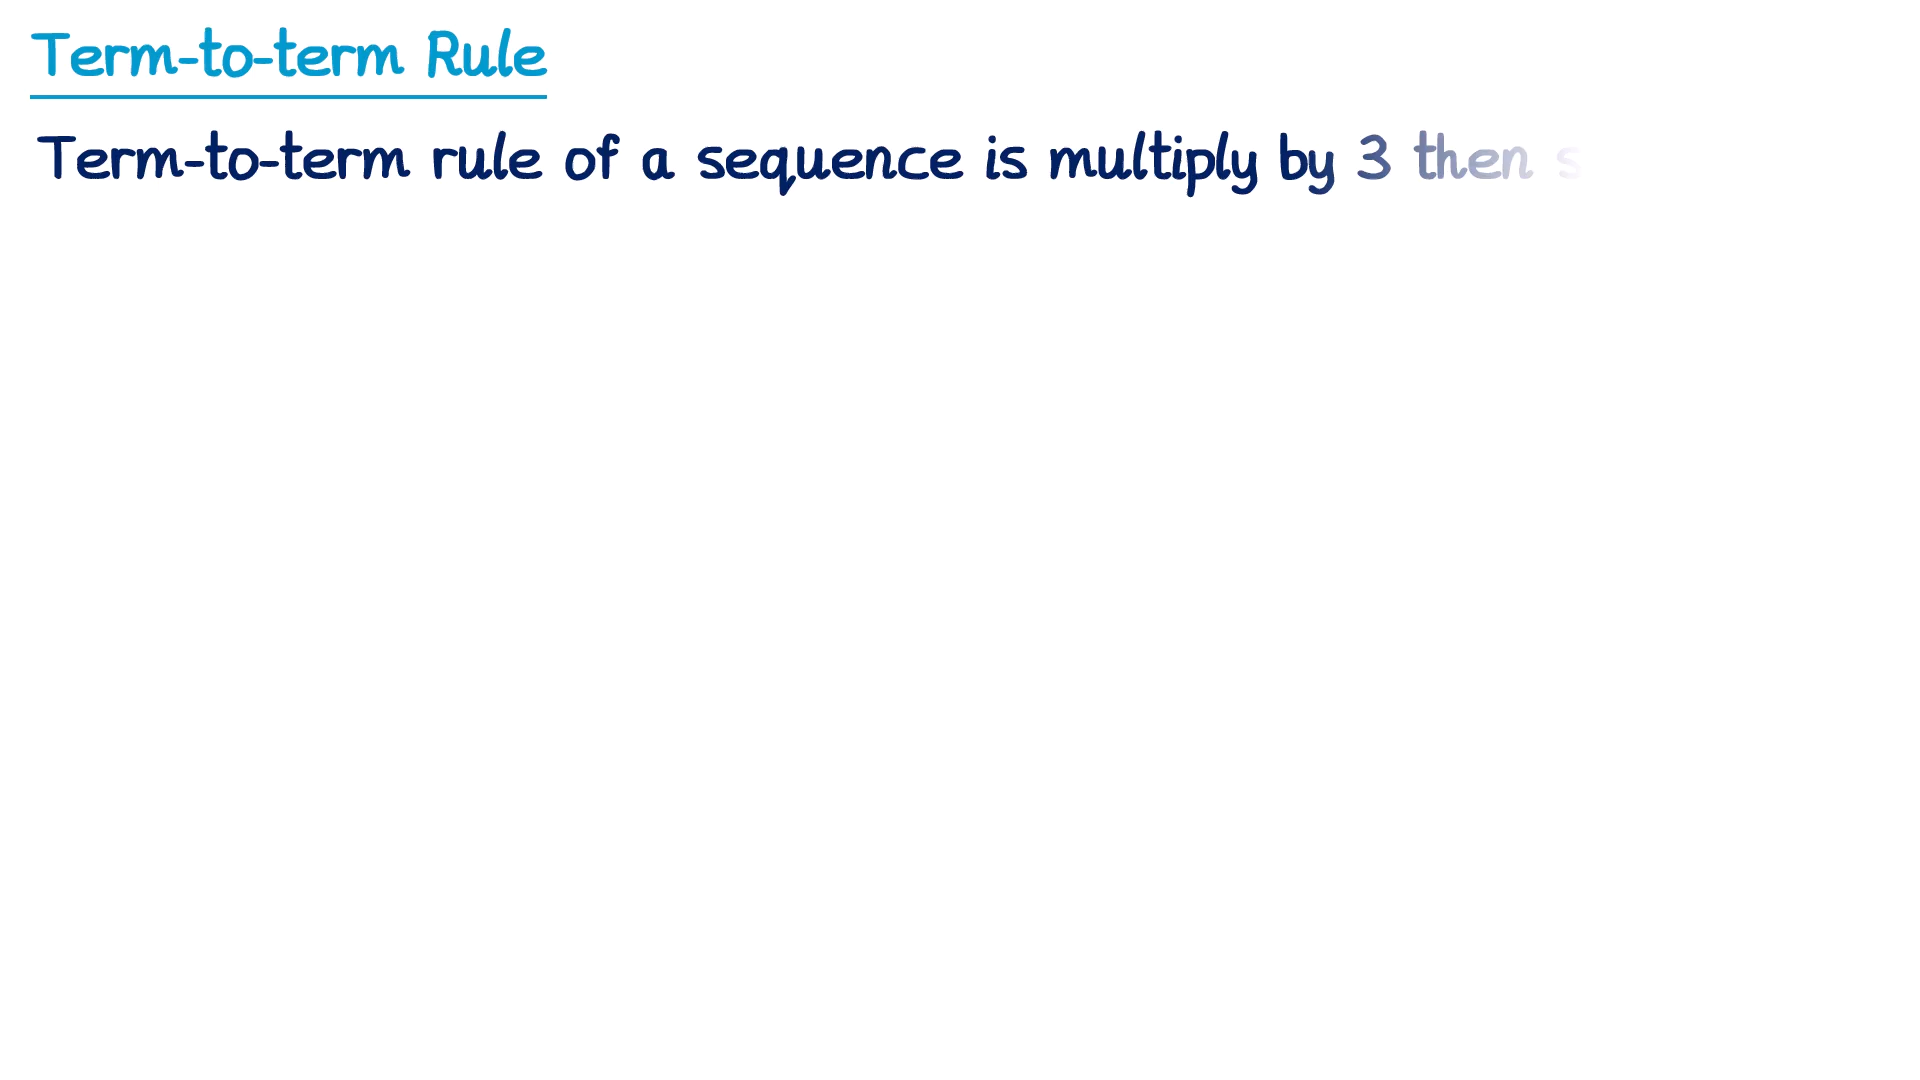 Term-to-term Rule
Term-to-term rule of a sequence is multiply by 3 then